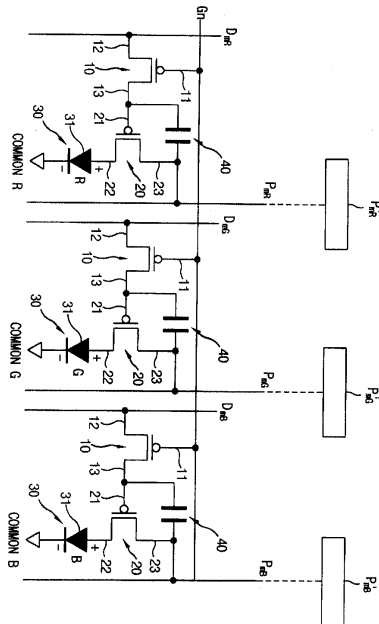 Gn
DmR
12
10
11
13
21
40
30
31
R
22
20
23
COMMON R
PmR
P'mR
DmG
12
10
11
13
21
40
30
31
G
22
20
23
COMMON G
PmG
P'mG
DmB
12
10
11
13
21
40
30
31
B
22
20
23
COMMON B
PmB
P'mB
+
-
+
-
+
-